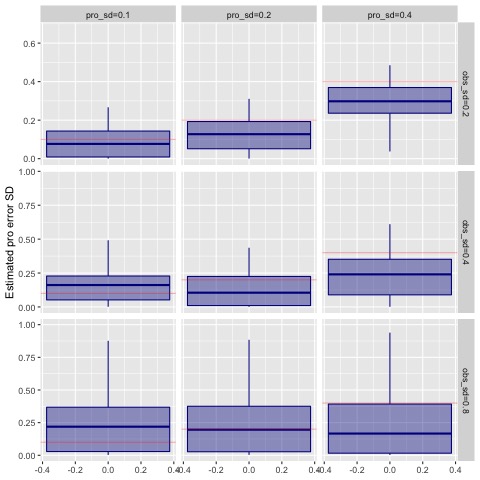 pro_sd=0.1 pro_sd=0.2 pro_sd=0.4
Estimated pro error SD
0.6
0.4
0.2
0.0
obs_sd=0.2
1.00
0.75
0.50
0.25
0.00
obs_sd=0.4
1.00
0.75
0.50
0.25
0.00
obs_sd=0.8
-0.4 -0.2 0.0 0.2 0.4 -0.4 -0.2 0.0 0.2 0.4 -0.4 -0.2 0.0 0.2 0.4